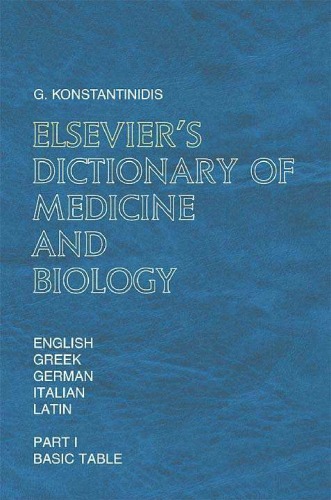 G. KONSTANTINIDIS
ELSEVIER'S
DICTIONARY OF
MEDICINE
AND
BIOLOGY
ENGLISH
GREEK
GERMAN
ITALIAN
LATIN
PART I
BASIC TABLE